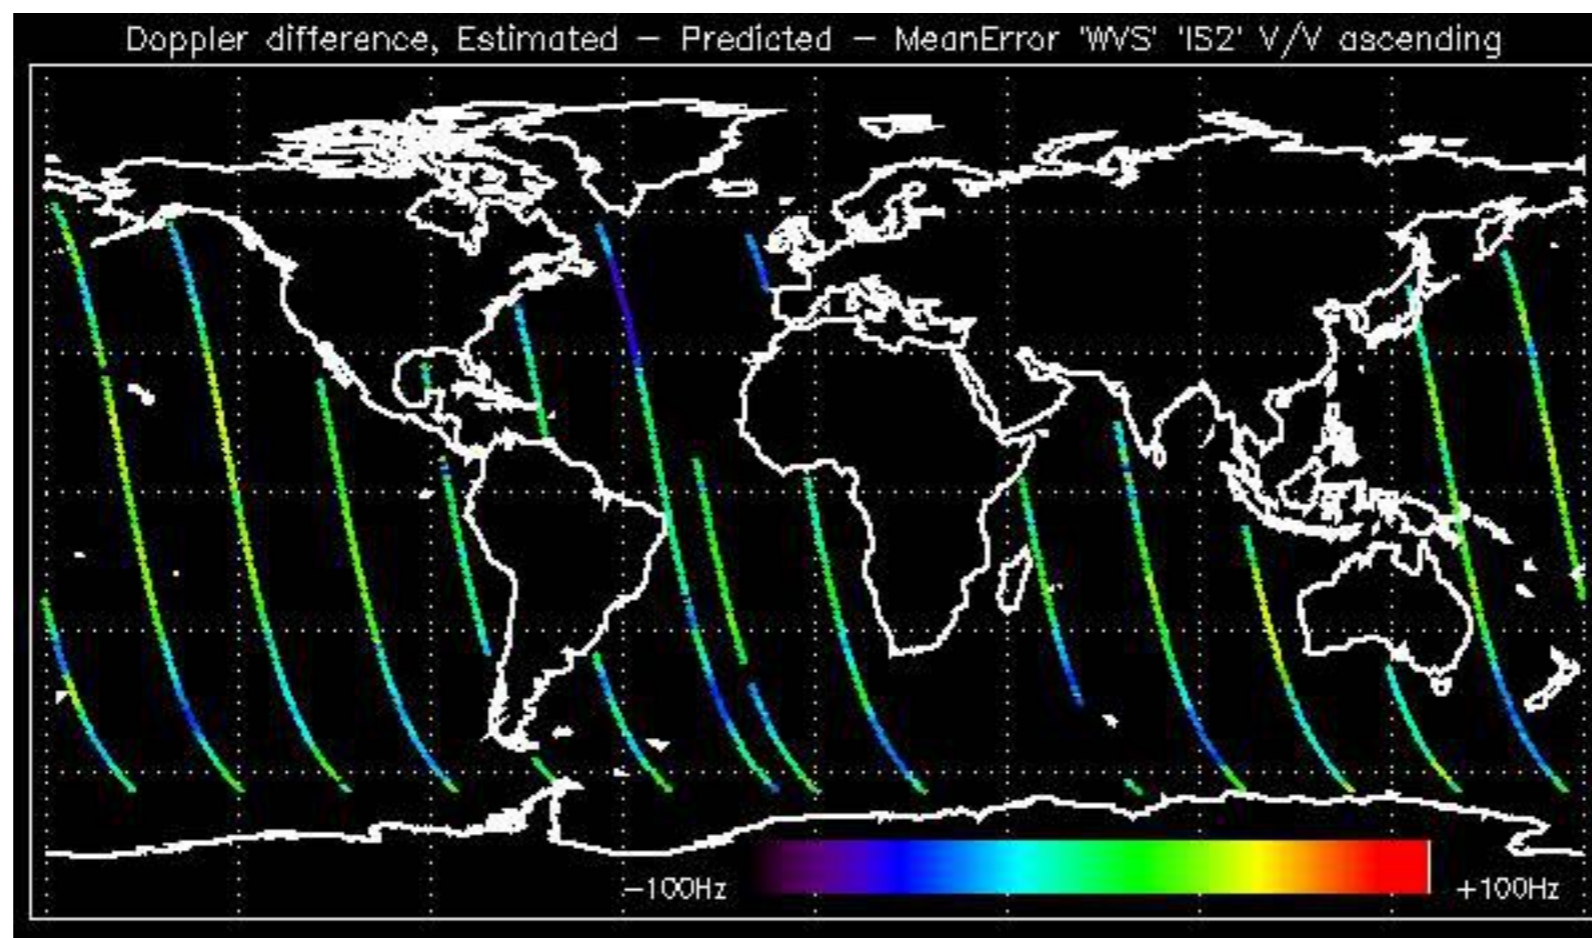 Doppler difference, Estimated – Predicted – MeanError 'WVS' 'IS2' V/V ascending
–100Hz +100Hz